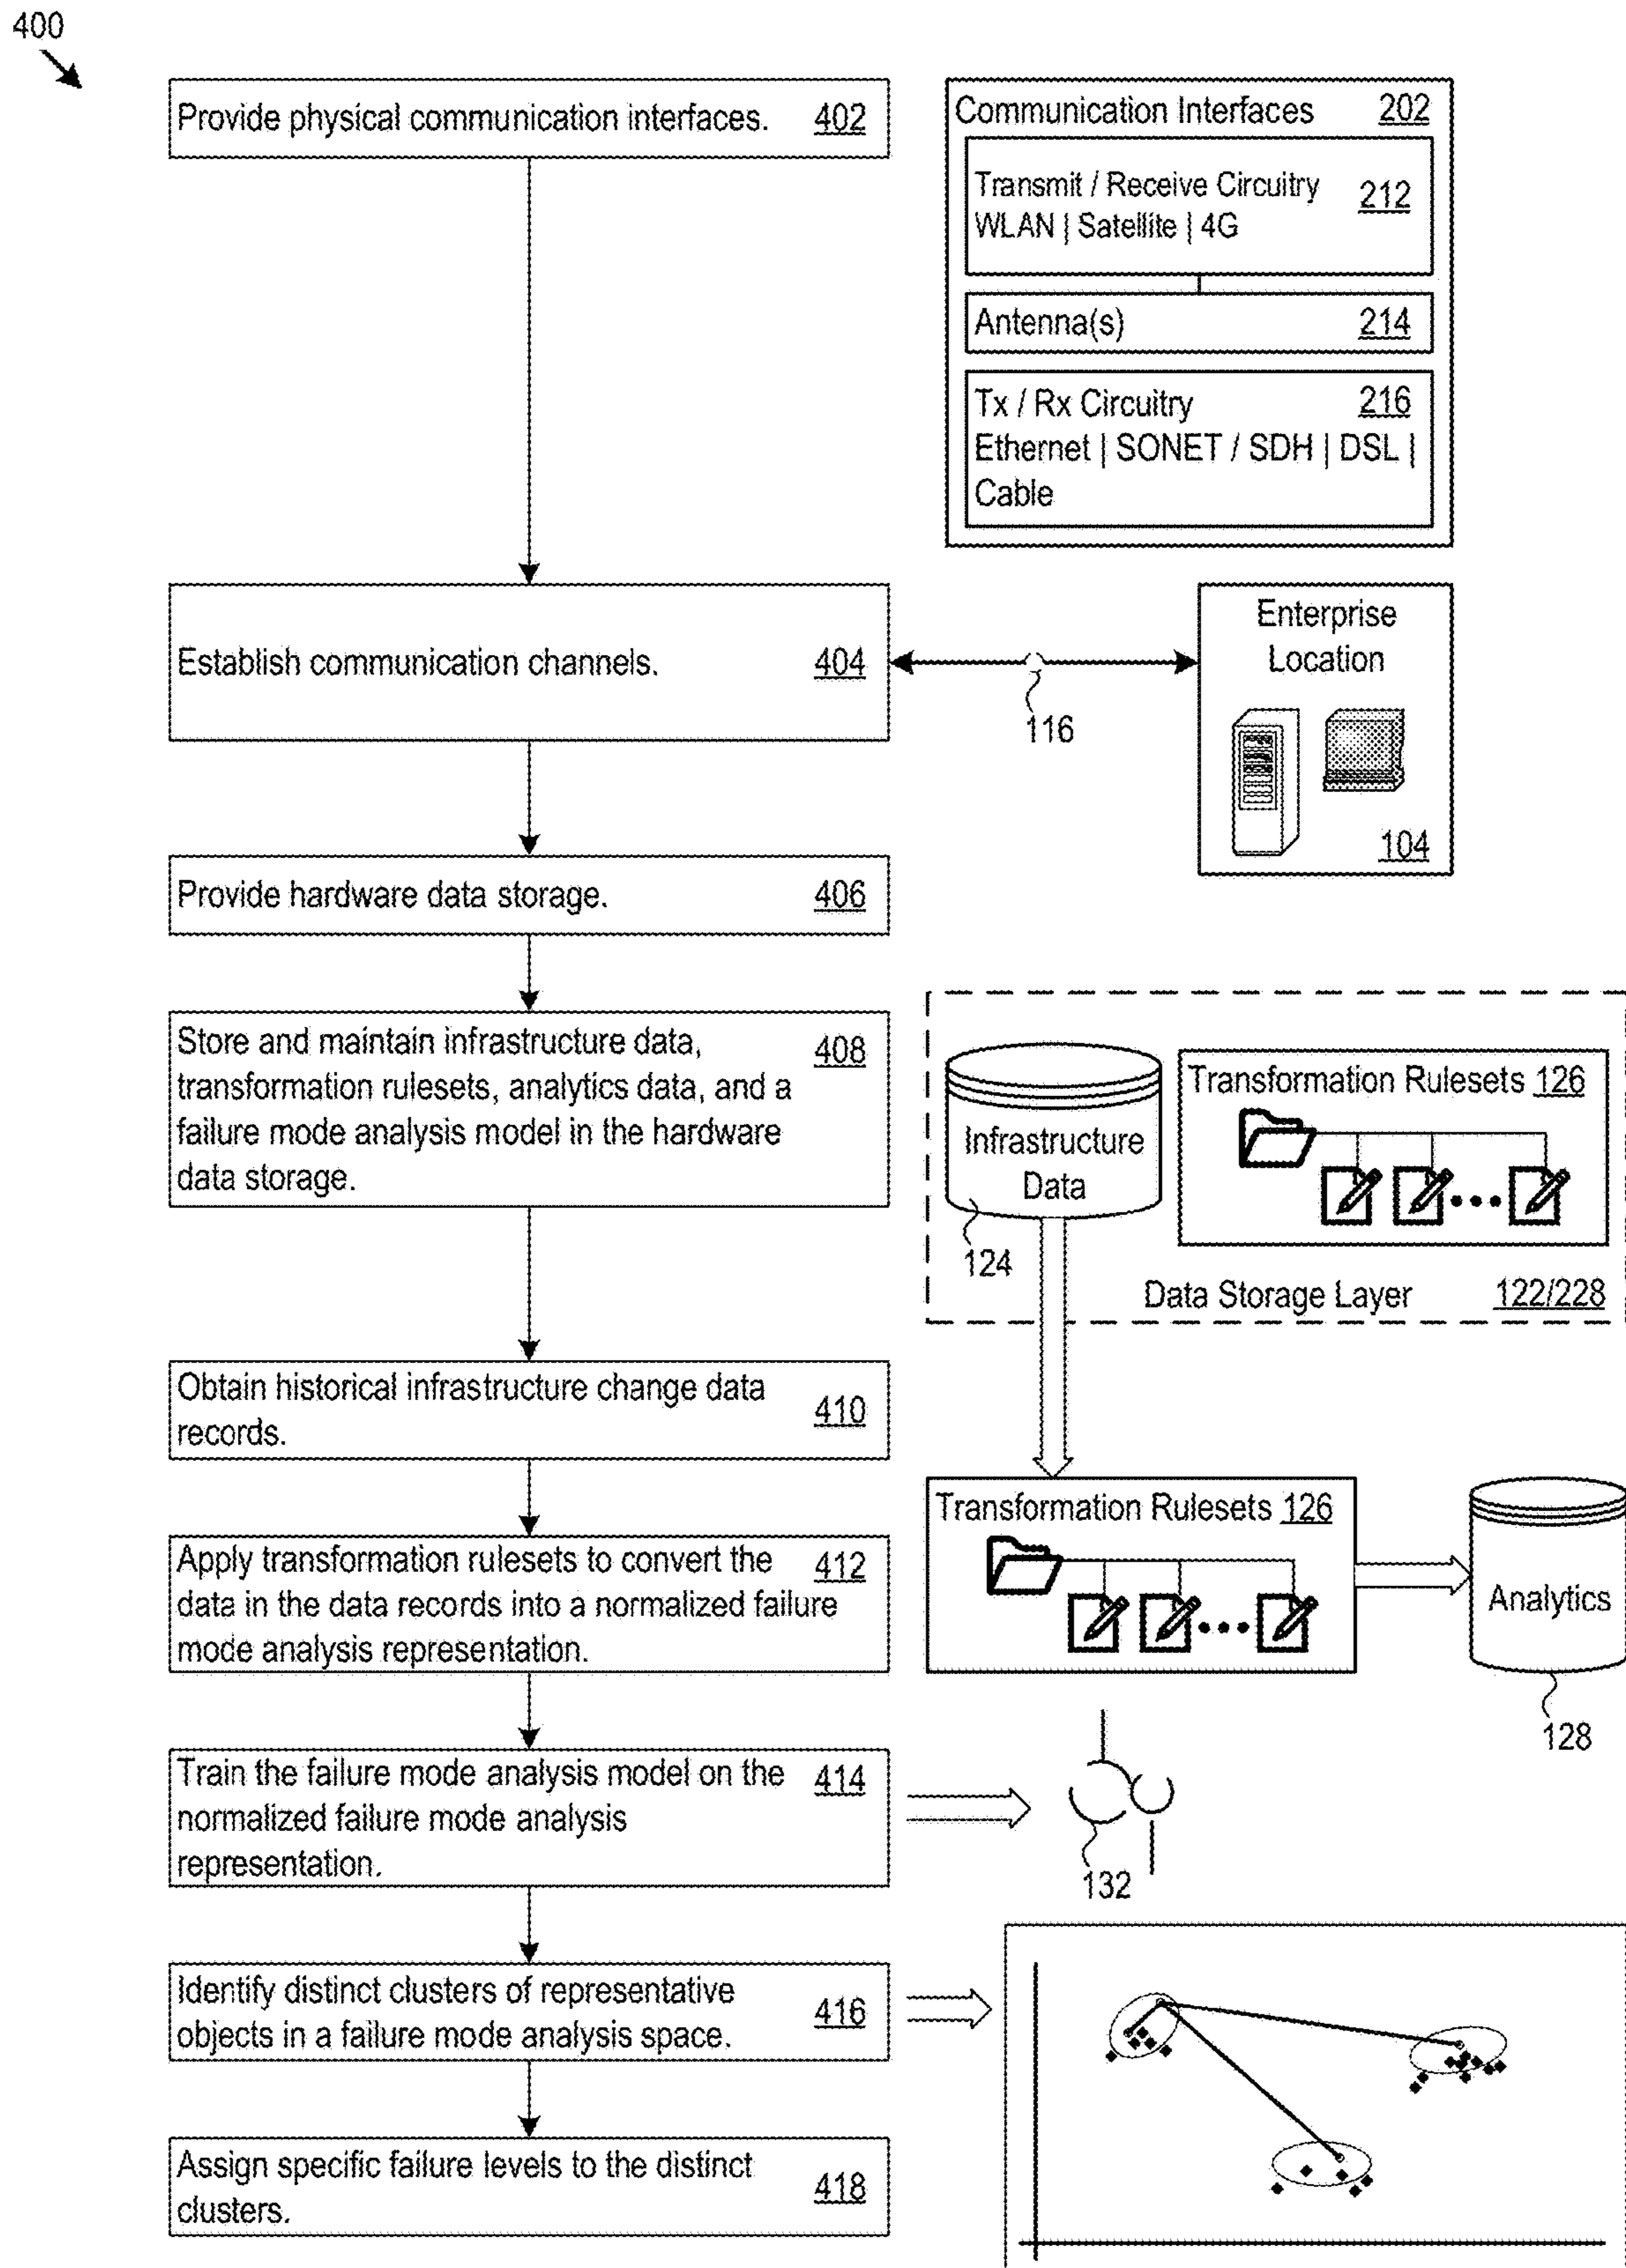 400
Provide physical communication interfaces. 402
Communication Interfaces 202
Transmit / Receive Circuitry 212
WLAN | Satellite | 4G
Antenna(s) 214
Tx / Rx Circuitry 216
Ethernet | SONET / SDH | DSL |
Cable
Establish communication channels. 404
116
Enterprise
Location
104
Provide hardware data storage. 406
Store and maintain infrastructure data, 408
transformation rulesets, analytics data, and a
failure mode analysis model in the hardware
data storage.
Infrastructure
Data
124
Transformation Rulesets 126
Data Storage Layer 122/228
Obtain historical infrastructure change data 410
records.
Apply transformation rulesets to convert the 412
data in the data records into a normalized failure
mode analysis representation.
Transformation Rulesets 126
Analytics
128
Train the failure mode analysis model on the 414
normalized failure mode analysis
representation.
132
Identify distinct clusters of representative 416
objects in a failure mode analysis space.
Assign specific failure levels to the distinct 418
clusters.